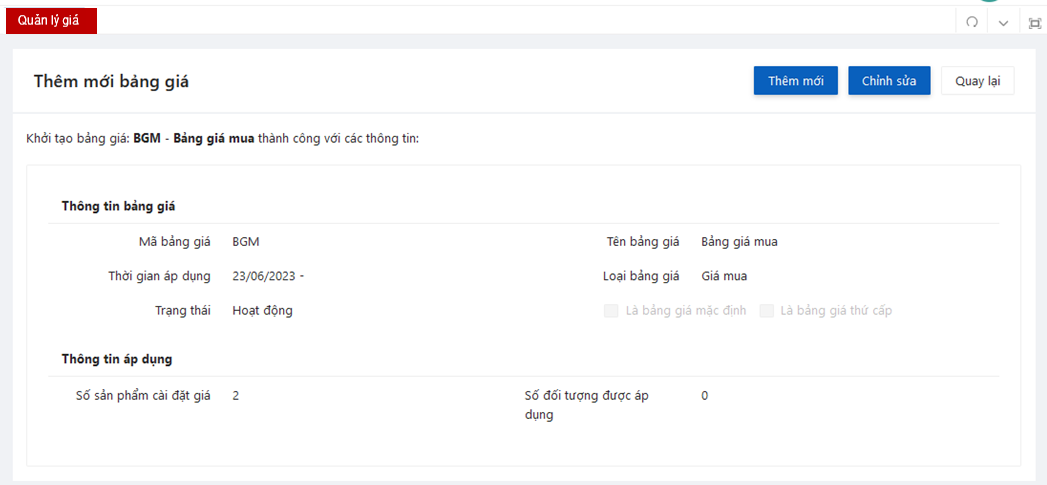 Quản lý giá
Thêm mới bảng giá
Thêm mới
Chỉnh sửa
Quay lại
Khởi tạo bảng giá: BGM - Bảng giá mua thành công với các thông tin:
Thông tin bảng giá
Mã bảng giá BGM
Tên bảng giá Bảng giá mua
Thời gian áp dụng 23/06/2023 -
Loại bảng giá Giá mua
Trạng thái Hoạt động
Là bảng giá mặc định
Là bảng giá thứ cấp
Thông tin áp dụng
Số sản phẩm cài đặt giá 2
Số đối tượng được áp 0
dụng